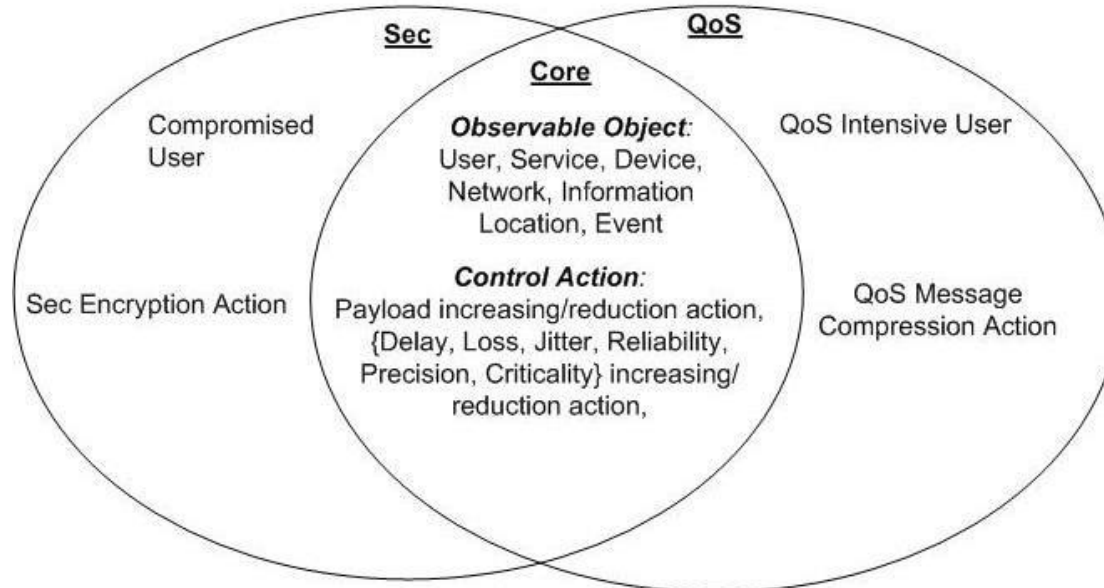 Sec
QoS
Core
Compromised
User
Sec Encryption Action
Observable Object:
User, Service, Device,
Network, Information
Location, Event
Control Action:
Payload increasing/reduction action,
{Delay, Loss, Jitter, Reliability,
Precision, Criticality} increasing/
reduction action,
QoS Intensive User
QoS Message
Compression Action